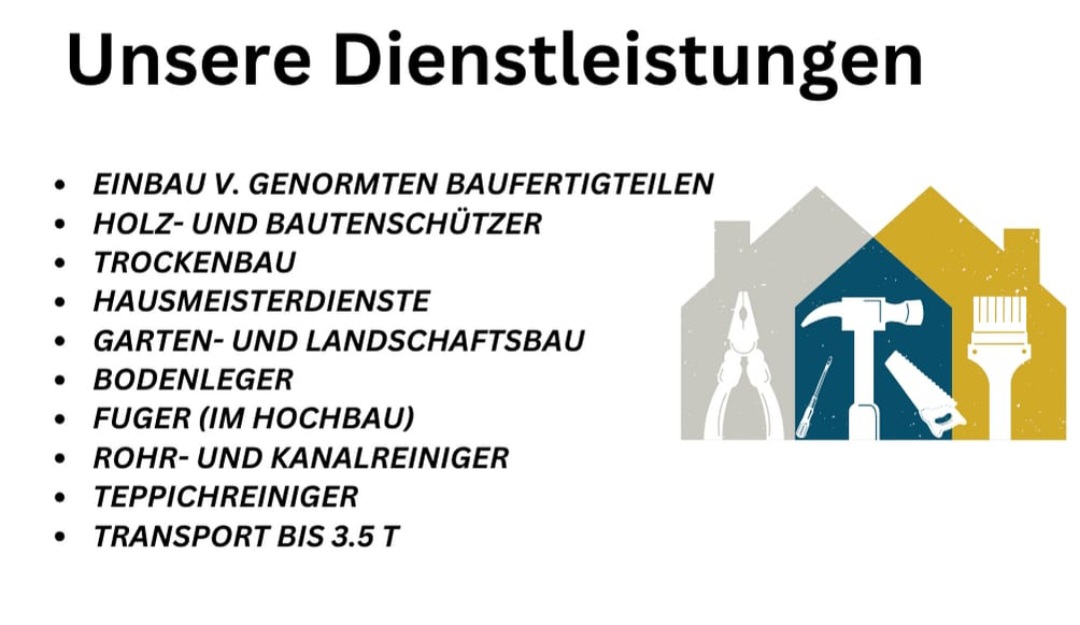 Unsere Dienstleistungen
• EINBAU V. GENORMTEN BAUFERTIGTEILEN
• HOLZ- UND BAUTENSCHÜTZER
• TROCKENBAU
• HAUSMEISTERDIENSTE
• GARTEN- UND LANDSCHAFTSBAU
• BODENLEGER
• FUGER (IM HOCHBAU)
• ROHR- UND KANALREINIGER
• TEPPICHREINIGER
• TRANSPORT BIS 3.5 T